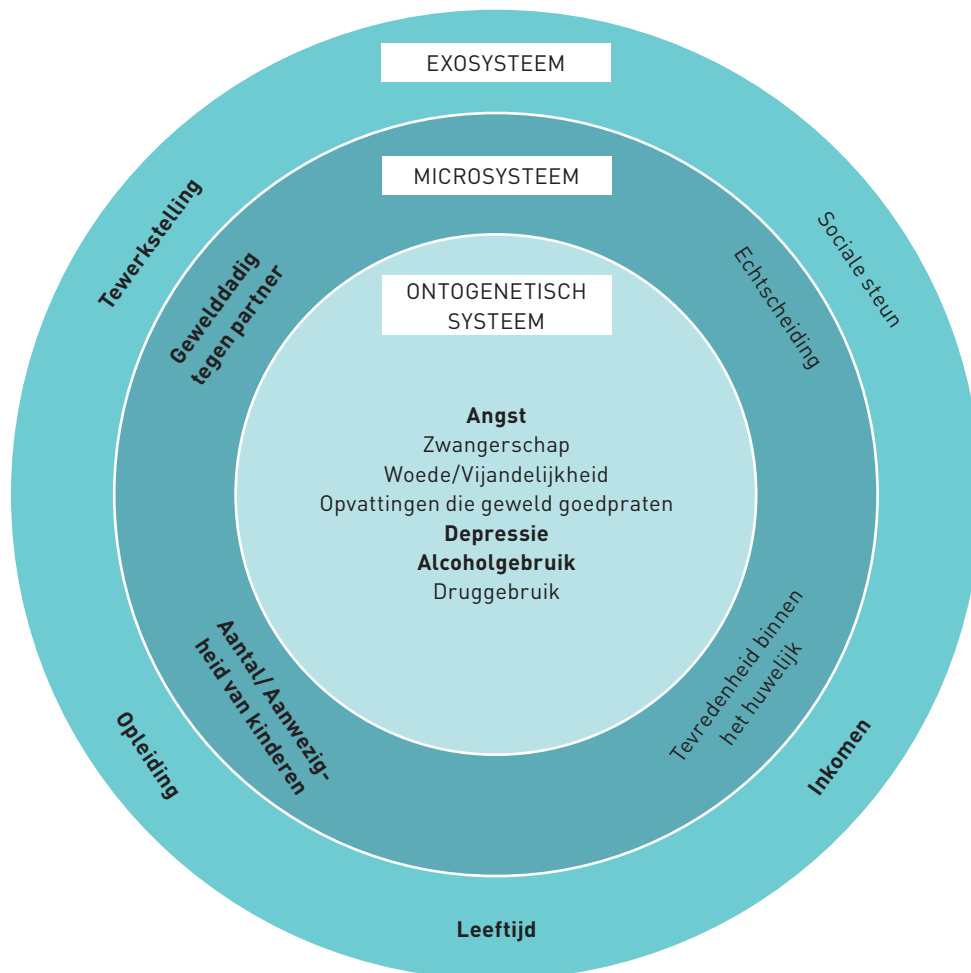 EXOSYSTEEM
MICROSYSTEEM
ONTOGENETISCH
SYSTEEM
Tewerkstelling
Gewelddadig
tegen partner
Echtscheiding
Sociale steun
Angst
Zwangerschap
Woede/Vijandelijkheid
Opvattingen die geweld goedpraten
Depressie
Alcoholgebruik
Druggebruik
Opleiding
Aantal/Aanwezig-
heid van kinderen
Tevredenheid binnen
het huwelijk
Inkomen
Leeftijd